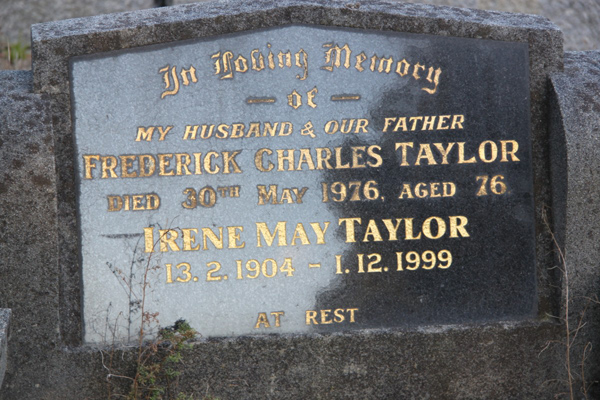 In Loving Memory
— of —
MY HUSBAND & OUR FATHER
FREDERICK CHARLES TAYLOR
DIED 30TH MAY 1976, AGED 76.
IRENE MAY TAYLOR
13.2.1904 – 1.12.1999
AT REST